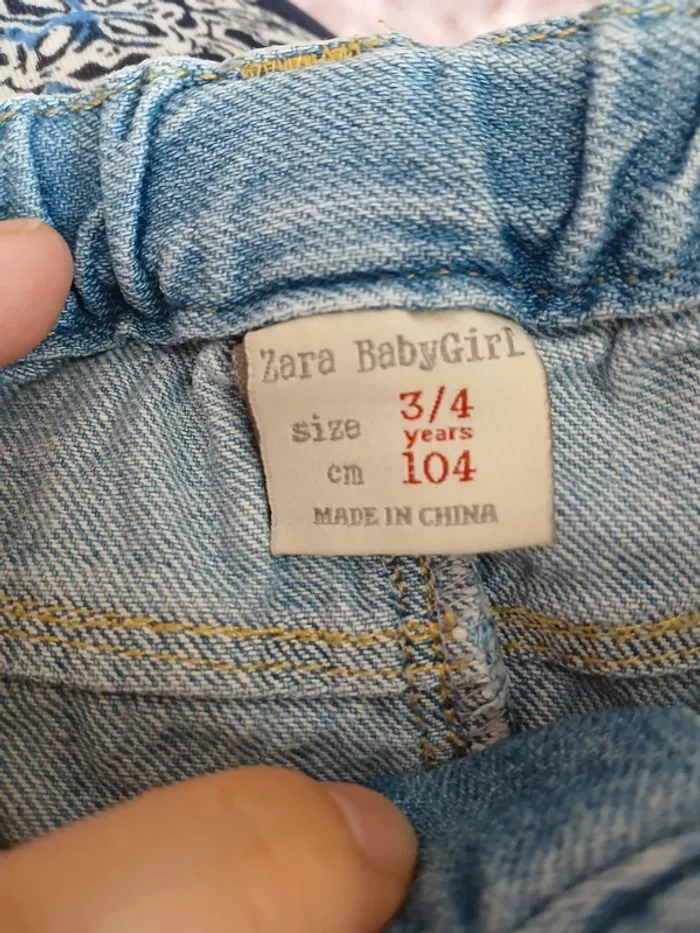 Zara BabyGirl
size 3/4 years
cm 104
MADE IN CHINA